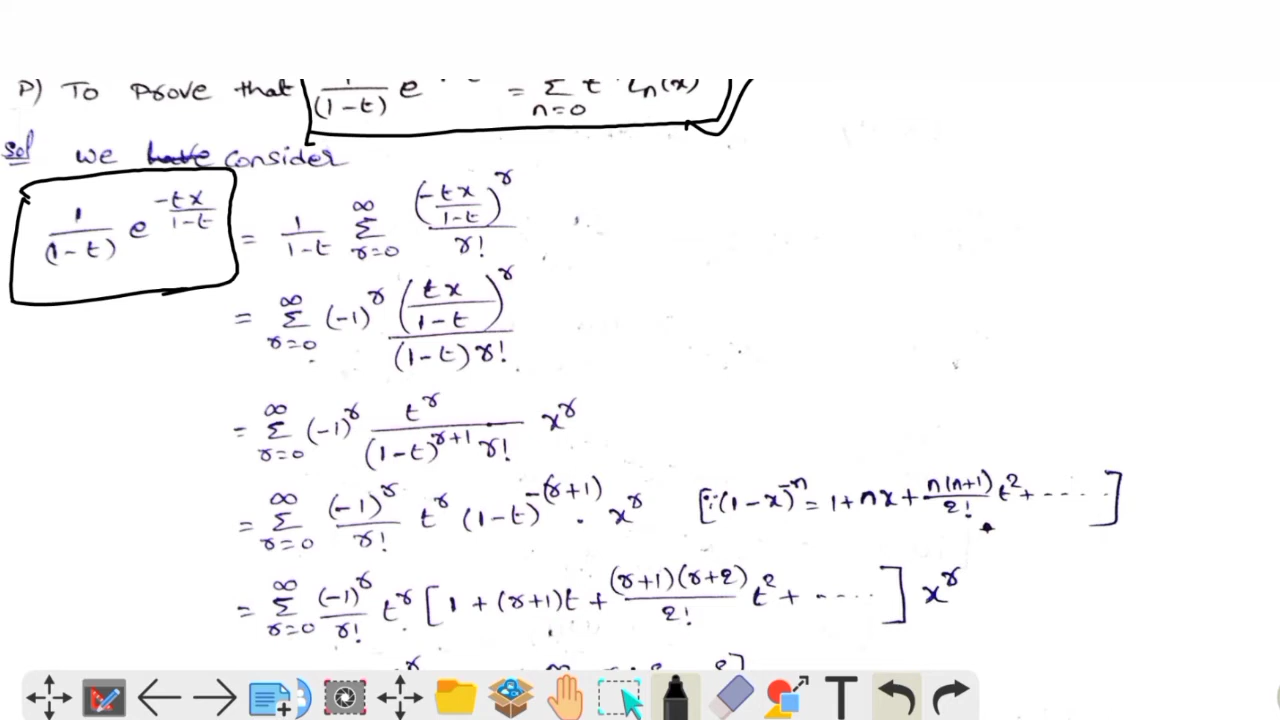 P) To Prove that 1/(1-t) e = Σ n=0 t Ln(x)
Sol We have consider
1/(1-t) e^(-tx/(1-t)) = 1/(1-t) Σ_{r=0}^{∞} (-tx/(1-t))^r / r!
= Σ_{r=0}^{∞} (-1)^r (tx/(1-t))^r / (1-t) r!
= Σ_{r=0}^{∞} (-1)^r t^r / (1-t)^{r+1} r! x^r
= Σ_{r=0}^{∞} (-1)^r / r! t^r (1-t)^{-(r+1)} . x^r [∵ (1-x)^{-n} = 1+nx+ n(n+1)/2! t^2 + ....]
= Σ_{r=0}^{∞} (-1)^r / r! t^r [1 + (r+1)t + (r+1)(r+2)/2! t^2 + ....] x^r
T